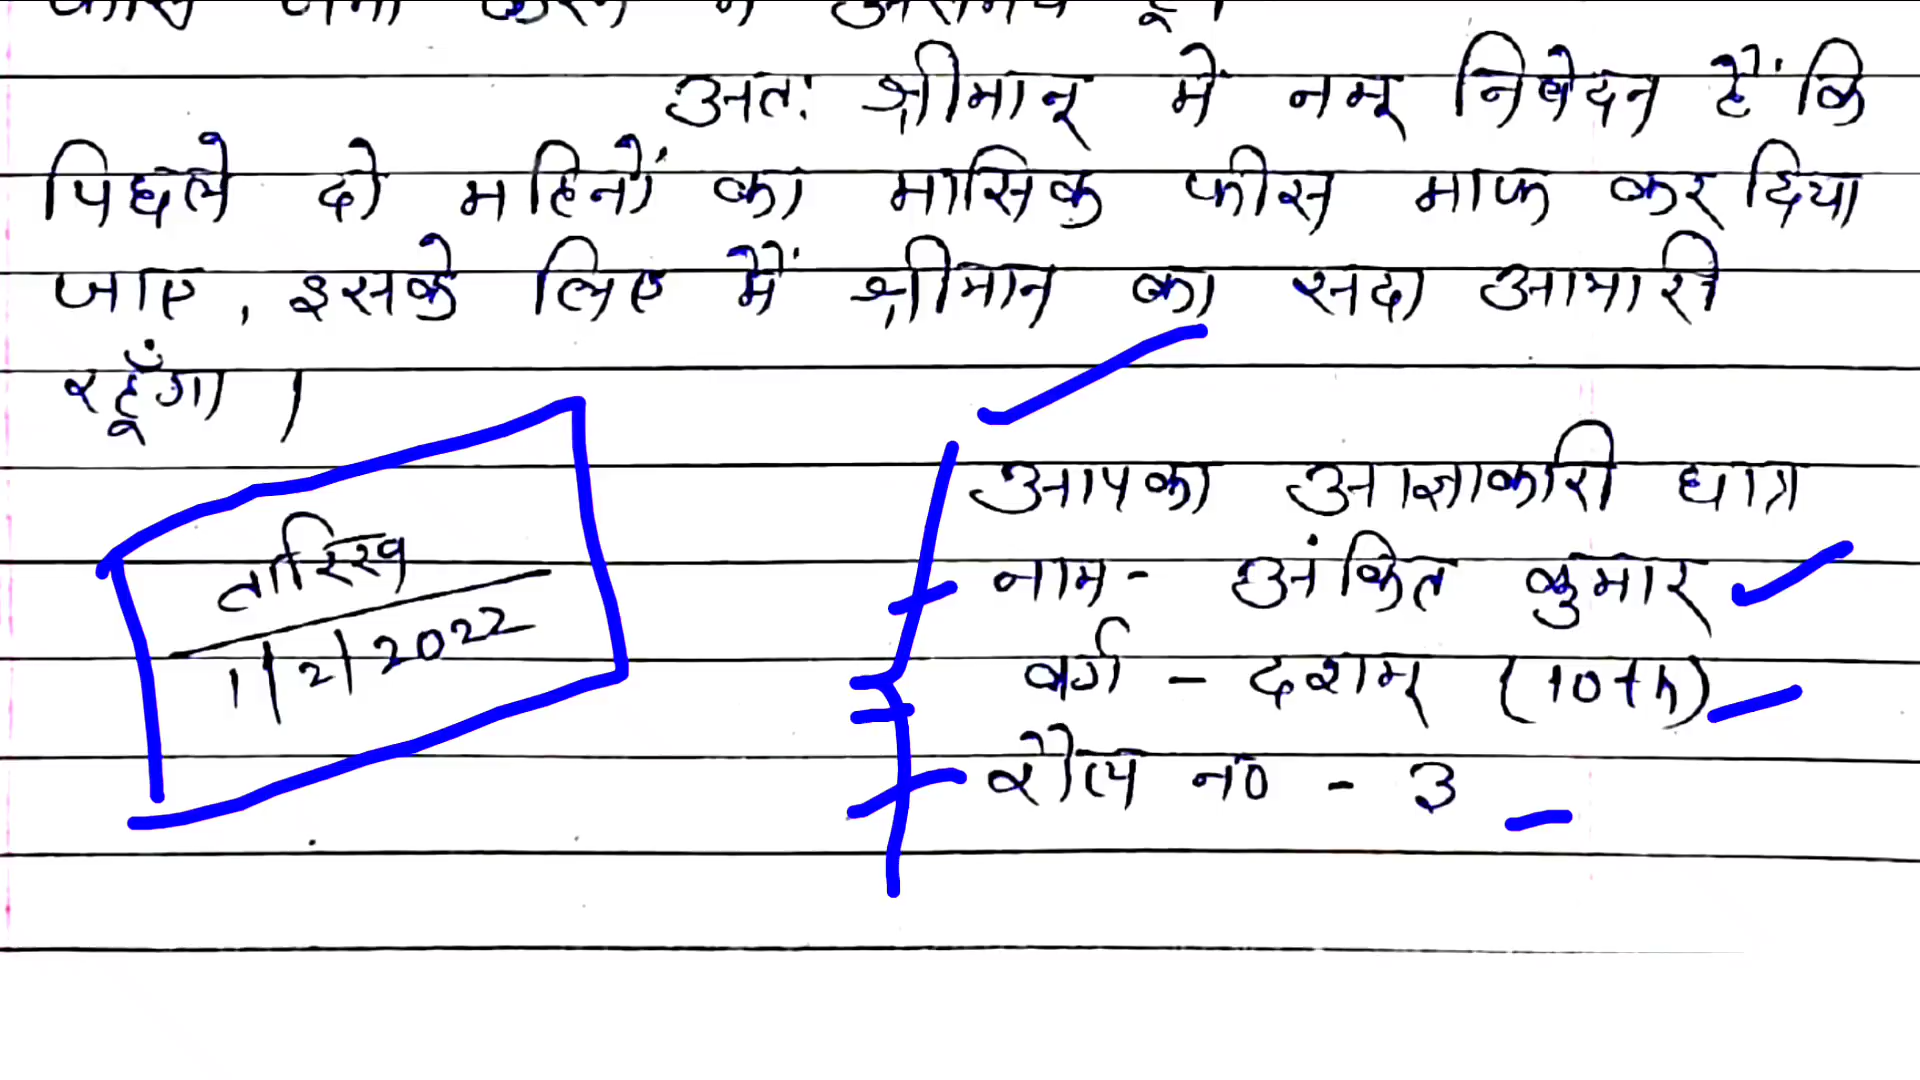 अत: श्रीमान् में नम्र निवेदन हैं कि
पिछले दो महिनों का मासिक फीस माफ कर दिया
जाए, इसके लिए मैं श्रीमान का सदा आभारी
रहूँगा ।
आपका आज्ञाकारी छात्र
नाम - अंकित कुमार
वर्ग - दशम् (10th)
रौल न० - 3
तारिख
1/2/2022